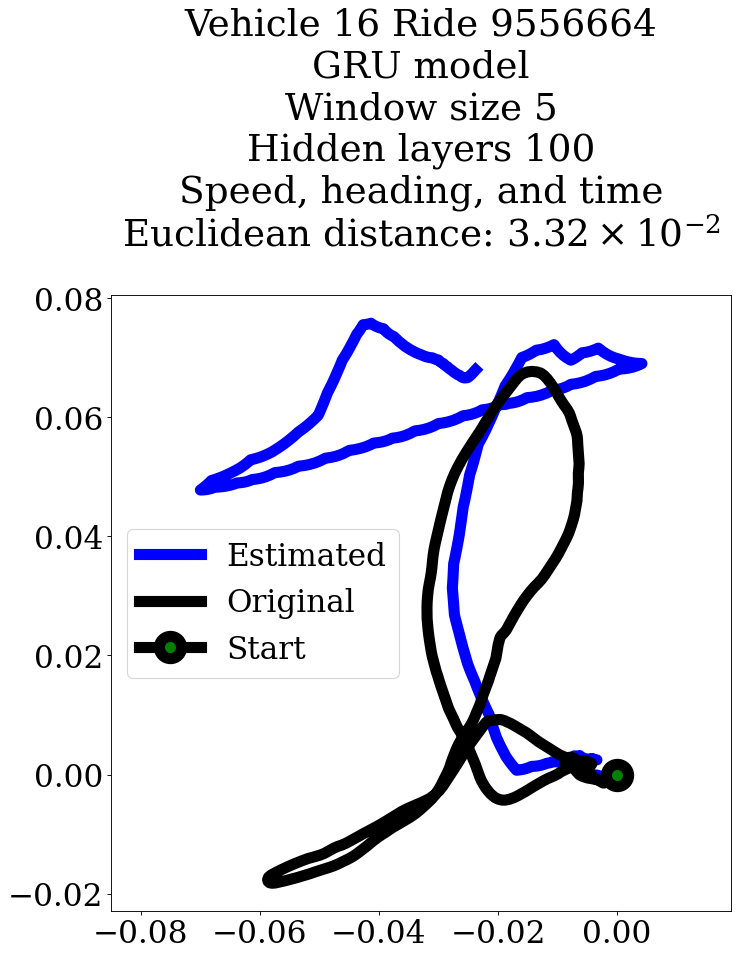 Vehicle 16 Ride 9556664
GRU model
Window size 5
Hidden layers 100
Speed, heading, and time
Euclidean distance: 3.32 × 10⁻²
0.08
0.06
0.04
0.02
0.00
−0.02
Estimated
Original
Start
−0.08 −0.06 −0.04 −0.02 0.00